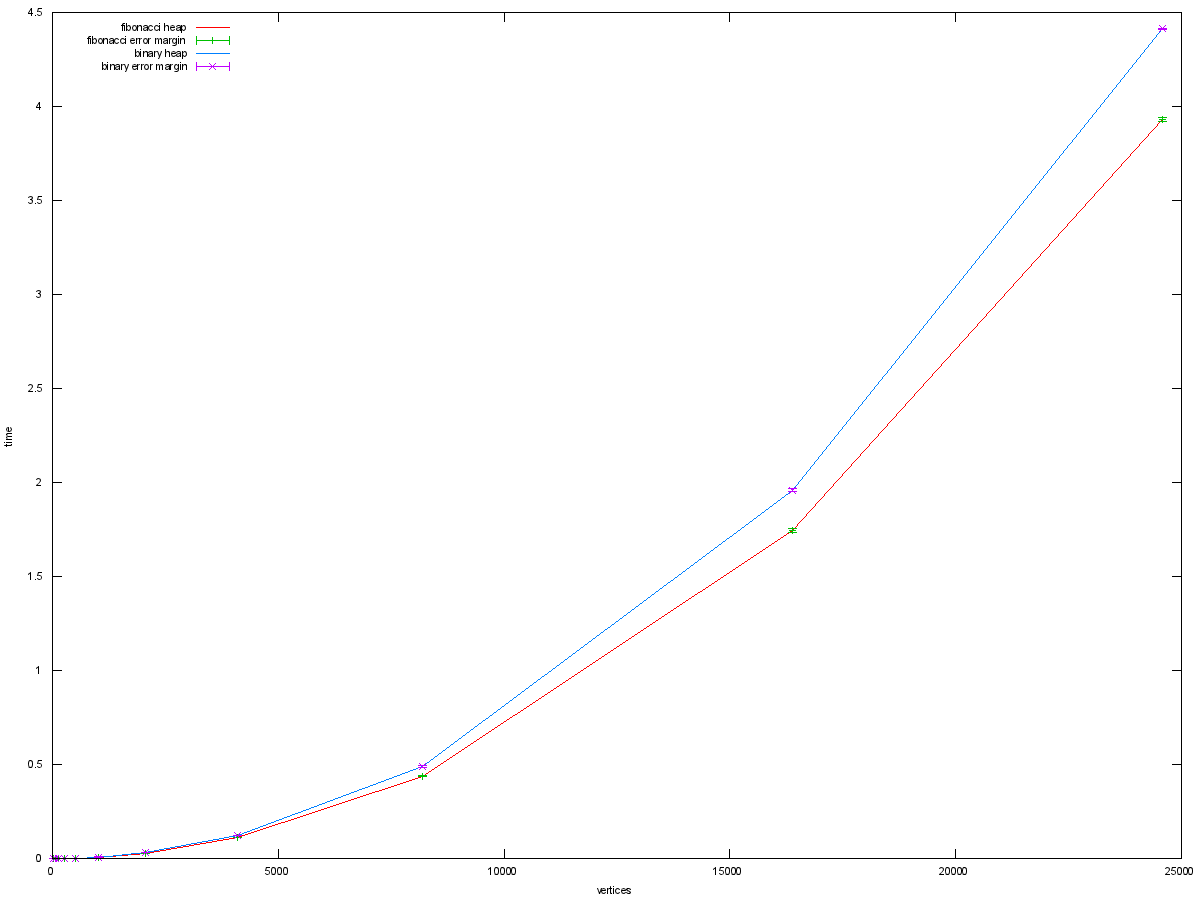 4.5
fibonacci heap
fibonacci error margin
binary heap
binary error margin
4
3.5
3
2.5
time
2
1.5
1
0.5
0
0 5000 10000 15000 20000 25000
vertices